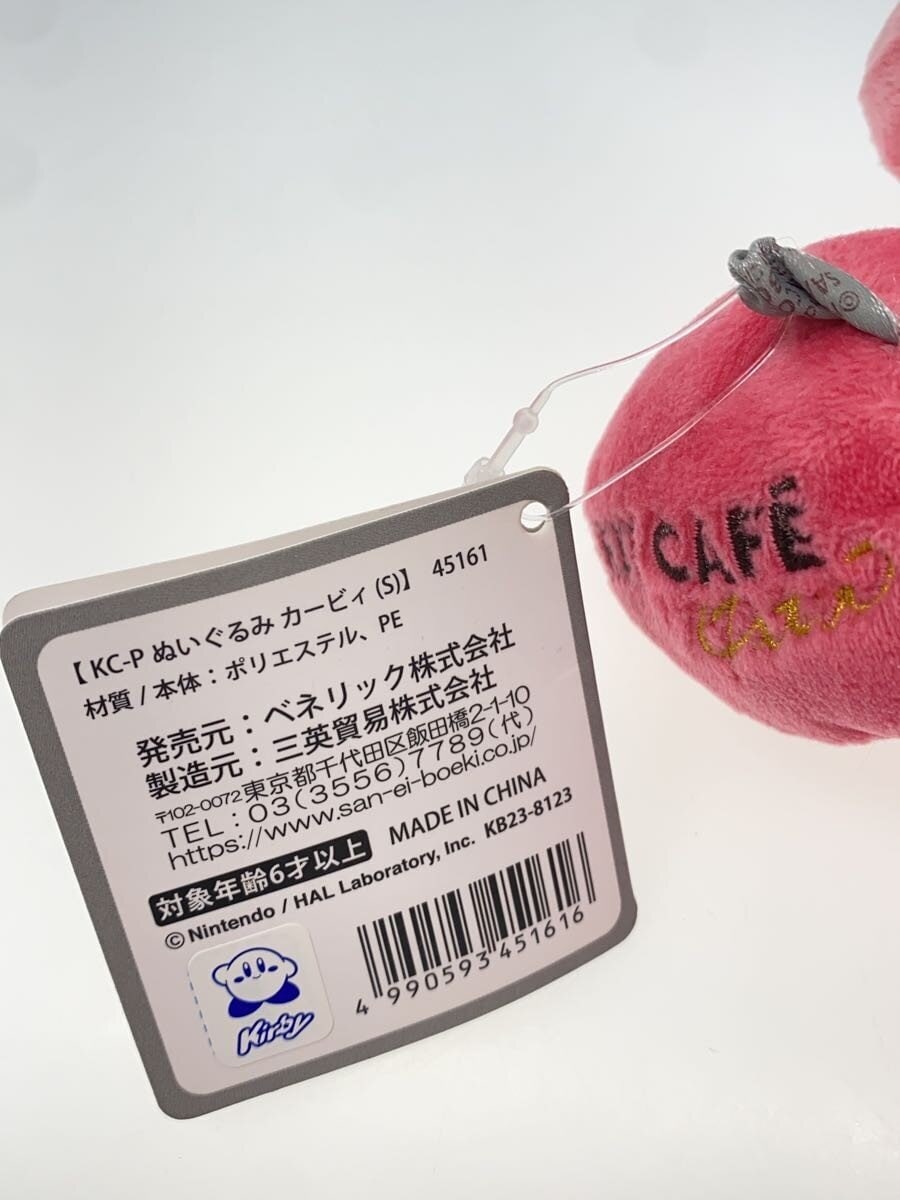 【 KC-P ぬいぐるみ カービィ (S)】 45161
材質 / 本体：ポリエステル、PE
発売元：ベネリック株式会社
製造元：三英貿易株式会社
〒102-0072東京都千代田区飯田橋2-1-10
TEL：03(3556)7789(代)
https://www.san-ei-boeki.co.jp/
対象年齢6才以上 MADE IN CHINA
© Nintendo / HAL Laboratory, Inc. KB23-8123
Kirby
4 990593 451616
CAFÉ